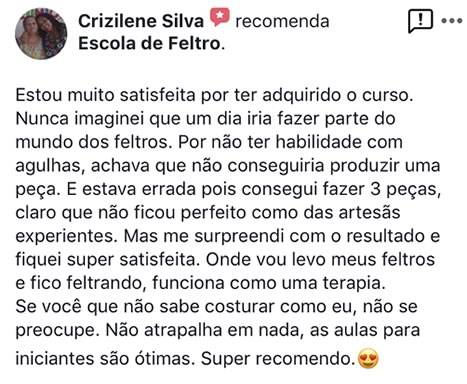 Crizilene Silva recomenda
Escola de Feltro.
Estou muito satisfeita por ter adquirido o curso.
Nunca imaginei que um dia iria fazer parte do
mundo dos feltros. Por não ter habilidade com
agulhas, achava que não conseguiria produzir uma
peça. E estava errada pois consegui fazer 3 peças,
claro que não ficou perfeito como das artesãs
experientes. Mas me surpreendi com o resultado e
fiquei super satisfeita. Onde vou levo meus feltros
e fico feltrando, funciona como uma terapia.
Se você que não sabe costurar como eu, não se
preocupe. Não atrapalha em nada, as aulas para
iniciantes são ótimas. Super recomendo.😍